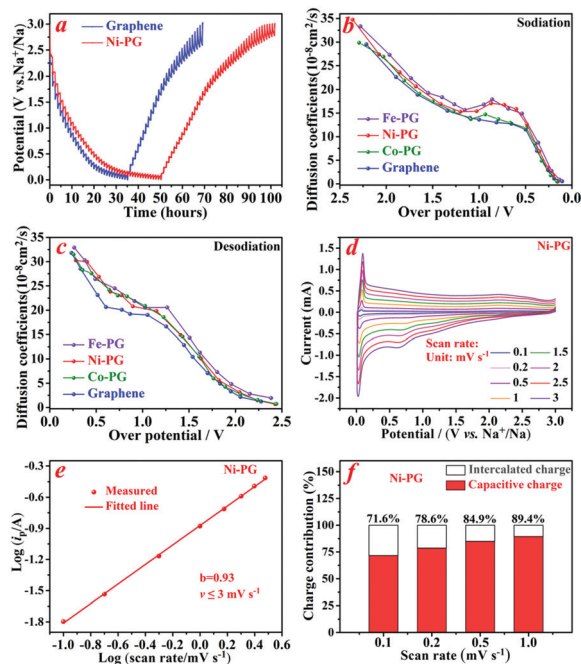 a
Graphene
Ni-PG
Potential (V vs.Na⁺/Na)
3.0
2.5
2.0
1.5
1.0
0.5
0.0
0 10 20 30 40 50 60 70 80 90 100
Time (hours)
b
Sodiation
Diffusion coefficients(10⁻⁸cm²/s)
35
30
25
20
15
10
5
0
Fe-PG
Ni-PG
Co-PG
Graphene
2.5 2.0 1.5 1.0 0.5 0.0
Over potential / V
c
Desodiation
Diffusion coefficients(10⁻⁸cm²/s)
35
30
25
20
15
10
5
0
Fe-PG
Ni-PG
Co-PG
Graphene
0.0 0.5 1.0 1.5 2.0 2.5
Over potential / V
d
Ni-PG
Current (mA)
1.5
1.0
0.5
0.0
-0.5
-1.0
-1.5
-2.0
Scan rate:
Unit: mV s⁻¹
0.1 1.5
0.2 2
0.5 2.5
1 3
0.0 0.5 1.0 1.5 2.0 2.5 3.0
Potential / (V vs. Na⁺/Na)
e
Ni-PG
Log (iₚ/A)
-0.3
-0.6
-0.9
-1.2
-1.5
-1.8
Measured
Fitted line
b=0.93
v ≤ 3 mV s⁻¹
-1.0 -0.8 -0.6 -0.4 -0.2 0.0 0.2 0.4 0.6
Log (scan rate/mV s⁻¹)
f
Ni-PG
Intercalated charge
Capacitive charge
Charge contribution (%)
150
125
100
75
50
25
0
71.6% 78.6% 84.9% 89.4%
0.1 0.2 0.5 1.0
Scan rate (mV s⁻¹)